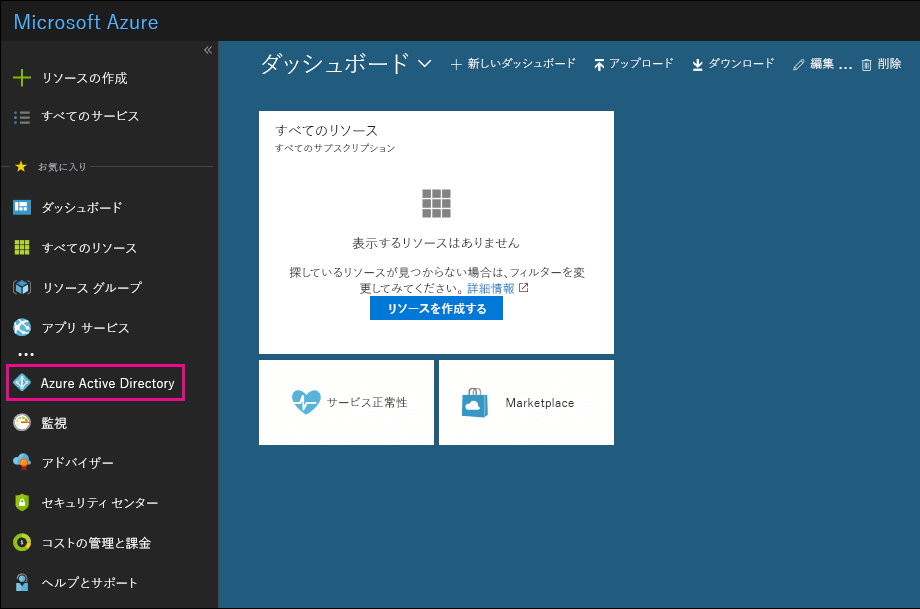 Microsoft Azure
«
リソースの作成
すべてのサービス
お気に入り
ダッシュボード
すべてのリソース
リソース グループ
アプリ サービス
...
Azure Active Directory
監視
アドバイザー
セキュリティ センター
コストの管理と課金
ヘルプとサポート
ダッシュボード
新しいダッシュボード
アップロード
ダウンロード
編集 ...
削除
すべてのリソース
すべてのサブスクリプション
表示するリソースはありません
探しているリソースが見つからない場合は、フィルターを変
更してみてください。詳細情報
リソースを作成する
サービス正常性
Marketplace